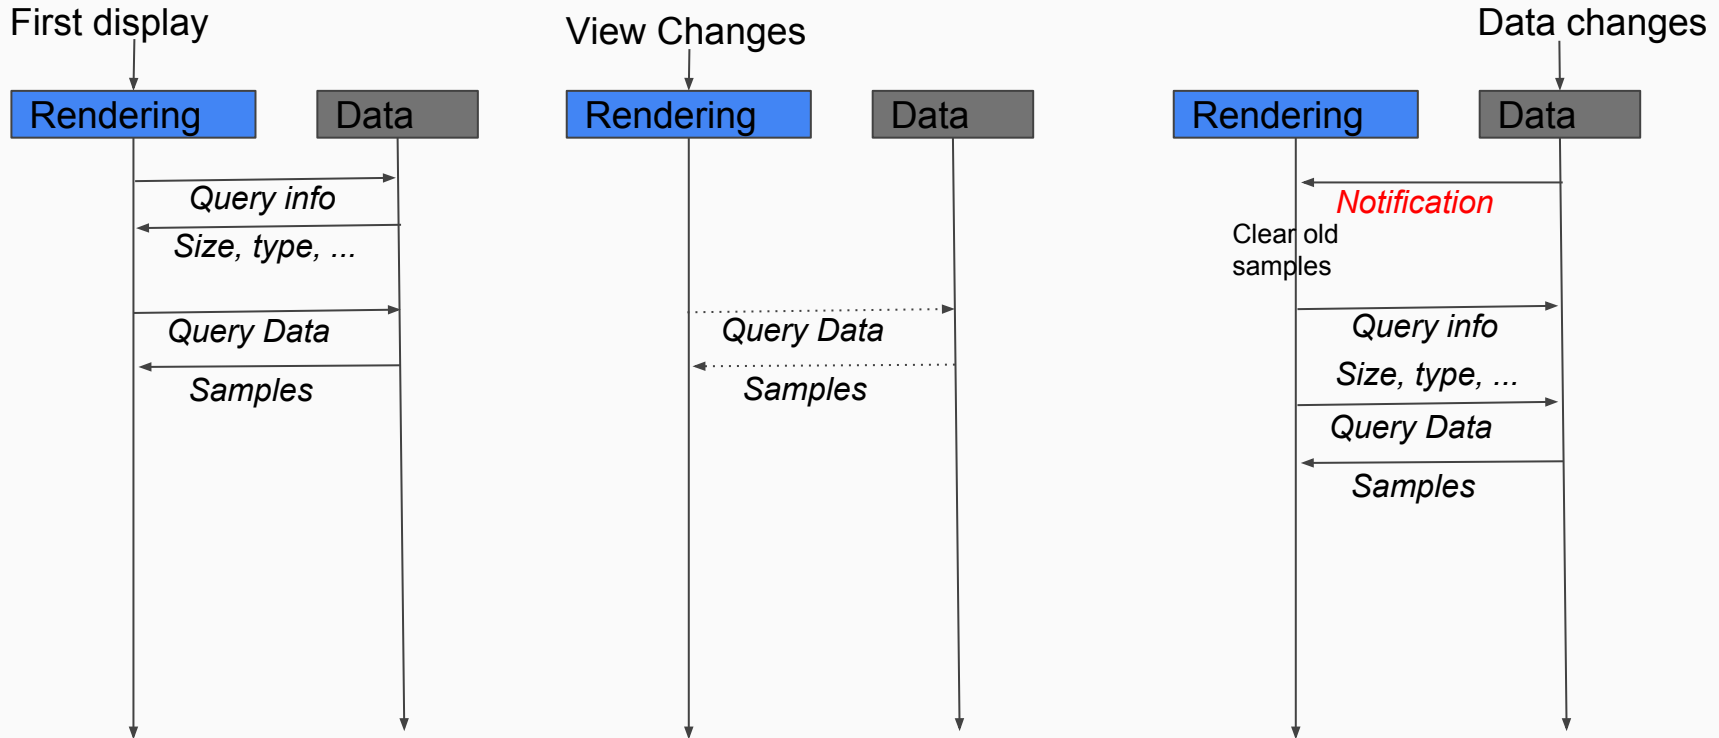 First display
Rendering
Data
Query info
Size, type, ...
Query Data
Samples
View Changes
Rendering
Data
Query Data
Samples
Data changes
Rendering
Data
Notification
Clear old
samples
Query info
Size, type, ...
Query Data
Samples